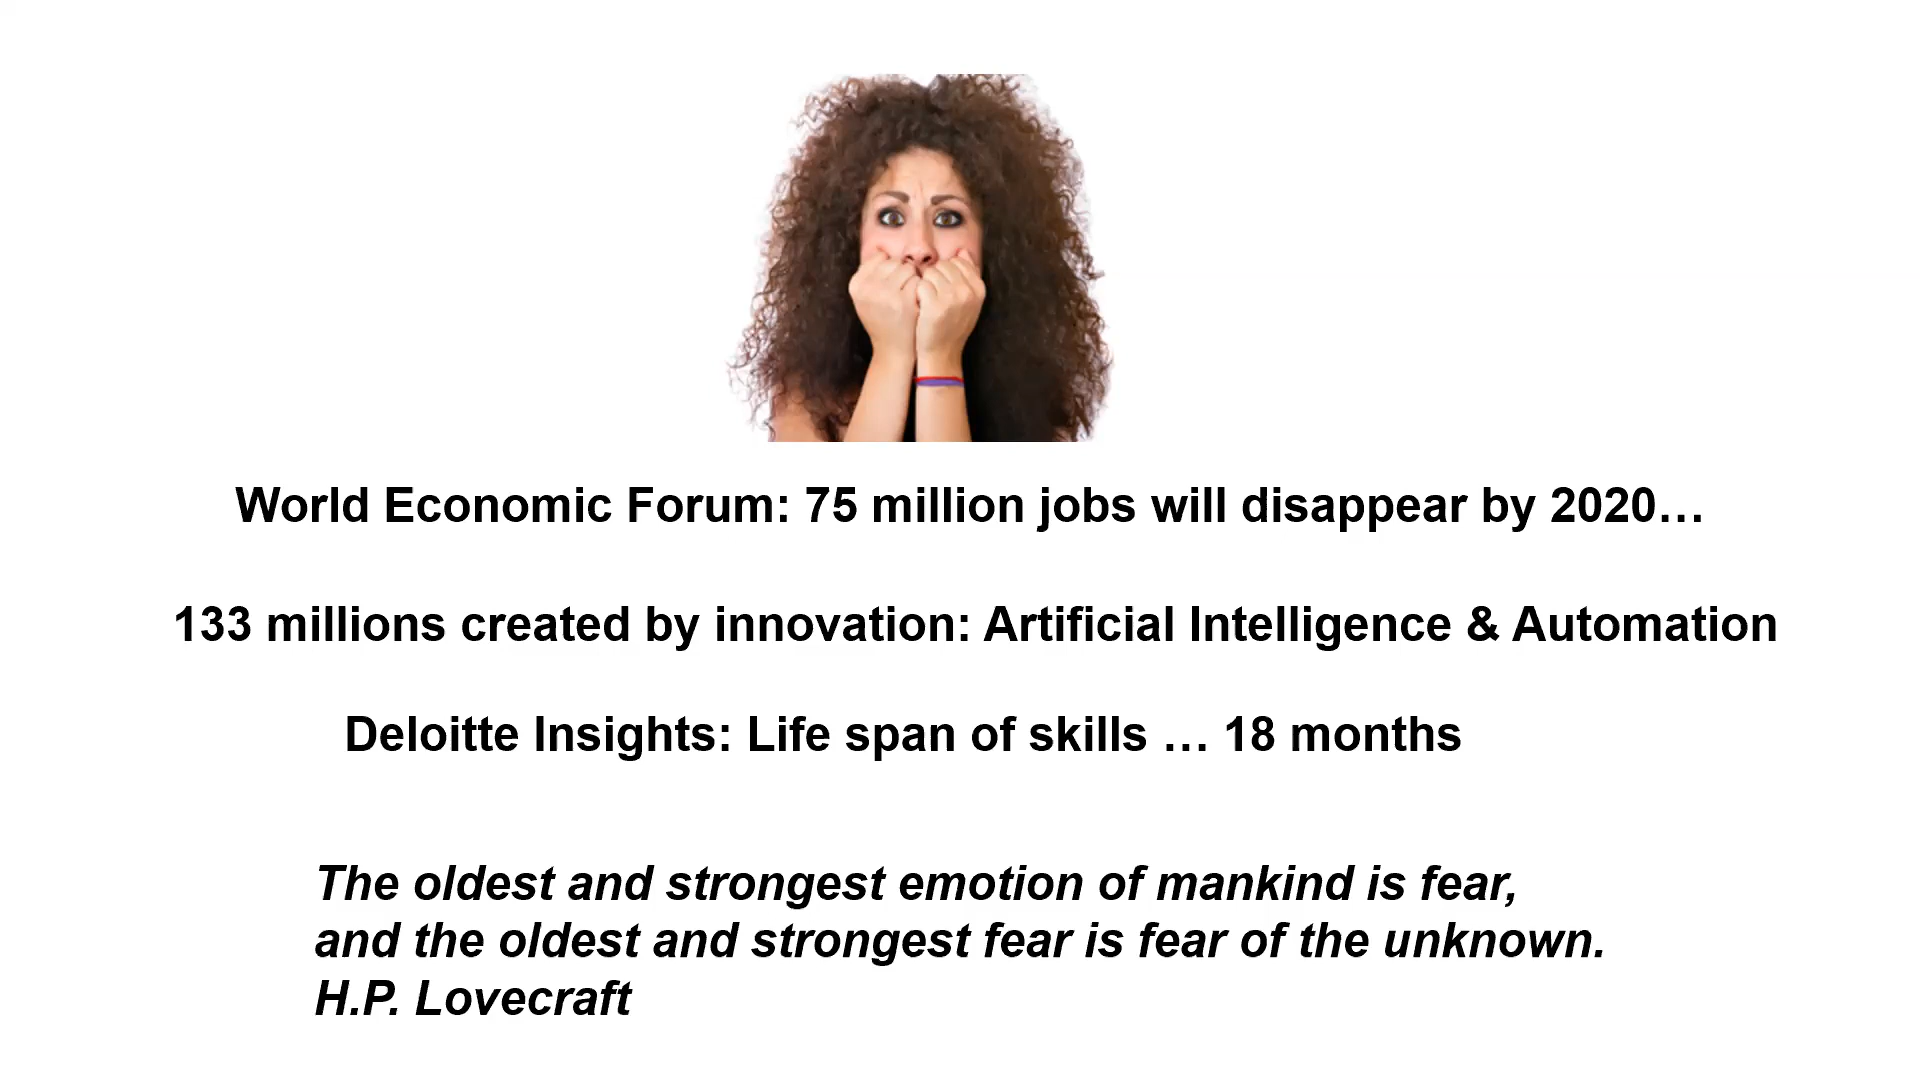 World Economic Forum: 75 million jobs will disappear by 2020…
133 millions created by innovation: Artificial Intelligence & Automation
Deloitte Insights: Life span of skills … 18 months
The oldest and strongest emotion of mankind is fear,
and the oldest and strongest fear is fear of the unknown.
H.P. Lovecraft